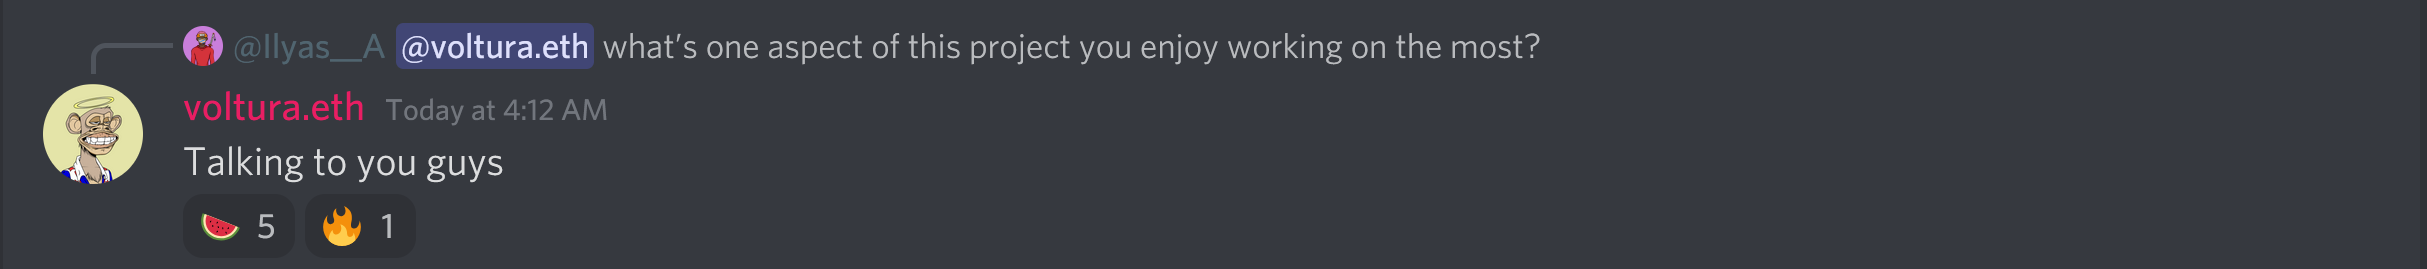 @Ilyas__A @voltura.eth what's one aspect of this project you enjoy working on the most?
voltura.eth Today at 4:12 AM
Talking to you guys
5 1